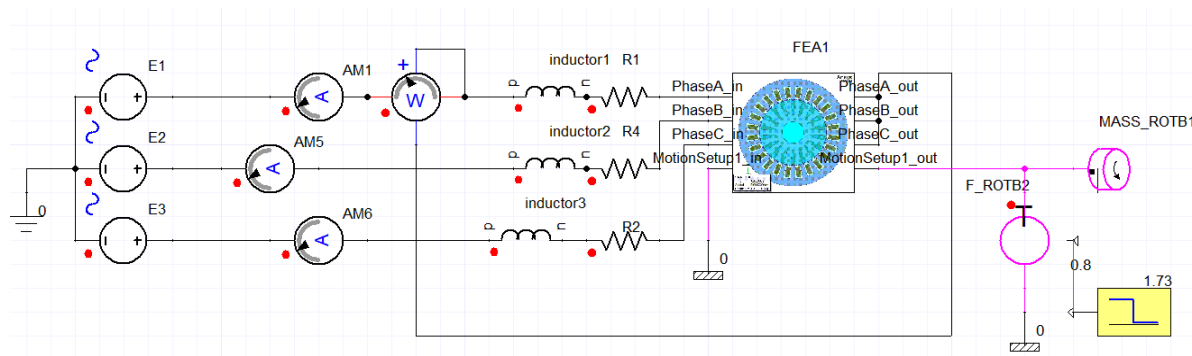 FEA1
E1
AM1
+
inductor1 R1
- +
A
W
p n
PhaseA_in
PhaseA_out
PhaseB_in
PhaseB_out
E2
AM5
inductor2 R4
PhaseC_in
PhaseC_out
MASS_ROTB1
- +
A
p n
MotionSetup1_in
MotionSetup1_out
0
E3
AM6
inductor3
R2
F_ROTB2
- +
A
p n
0
0.8
1.73
0